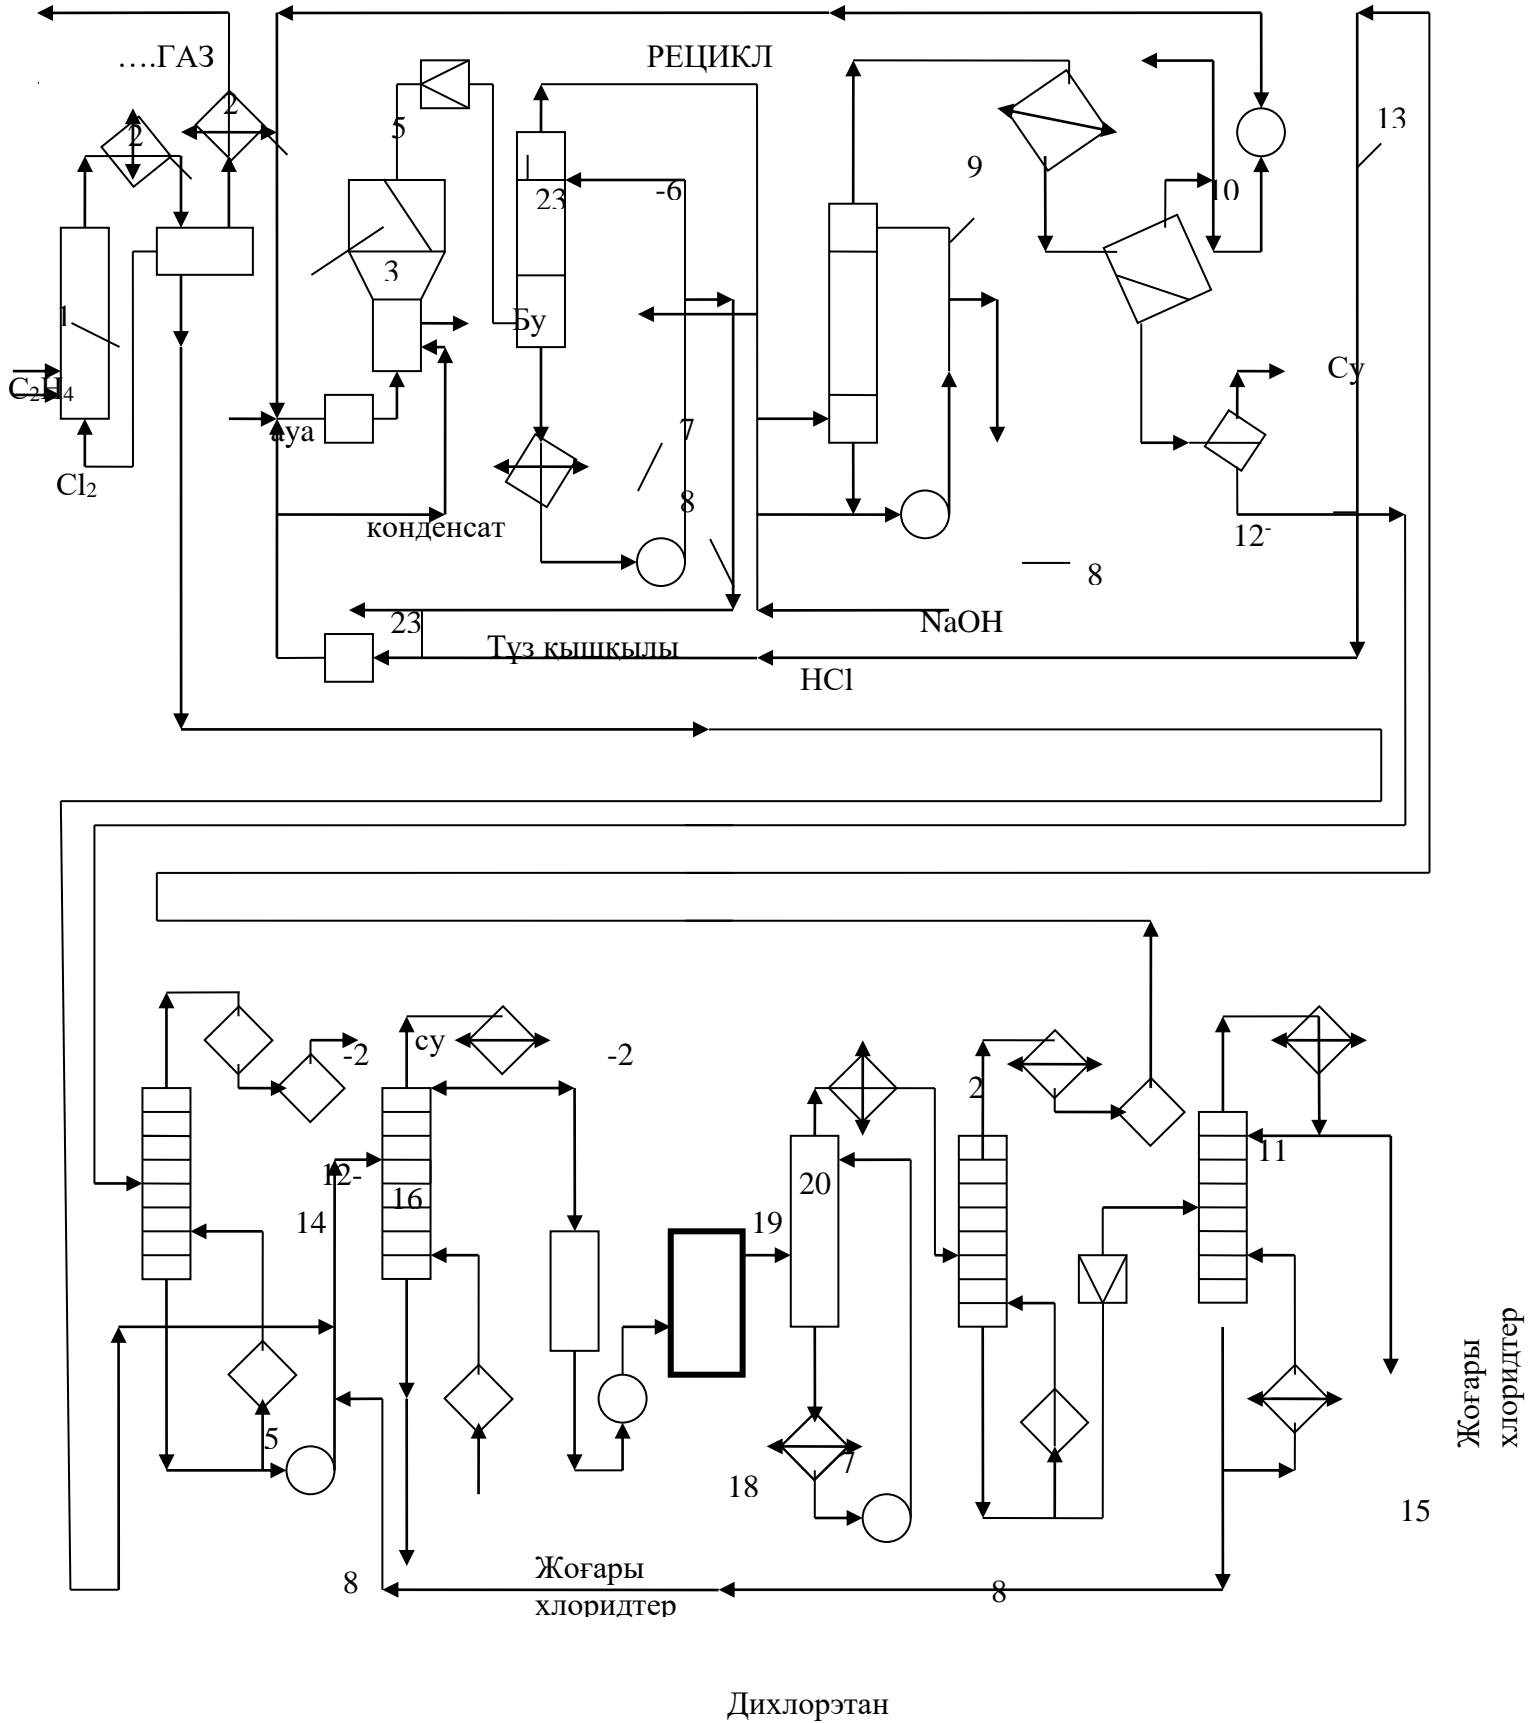 ....ГАЗ
РЕЦИКЛ
2
2
5
13
9
23
-6
10
3
1
Бу
C₂H₄
Су
ауа
7
Cl₂
8
конденсат
12-
8
23
NaOH
Тұз қышқылы
HCl
су
-2
-2
2
11
12-
16
20
14
19
5
7
18
15
Жоғары
хлоридтер
8
Жоғары
хлоридтер
8
Дихлорэтан